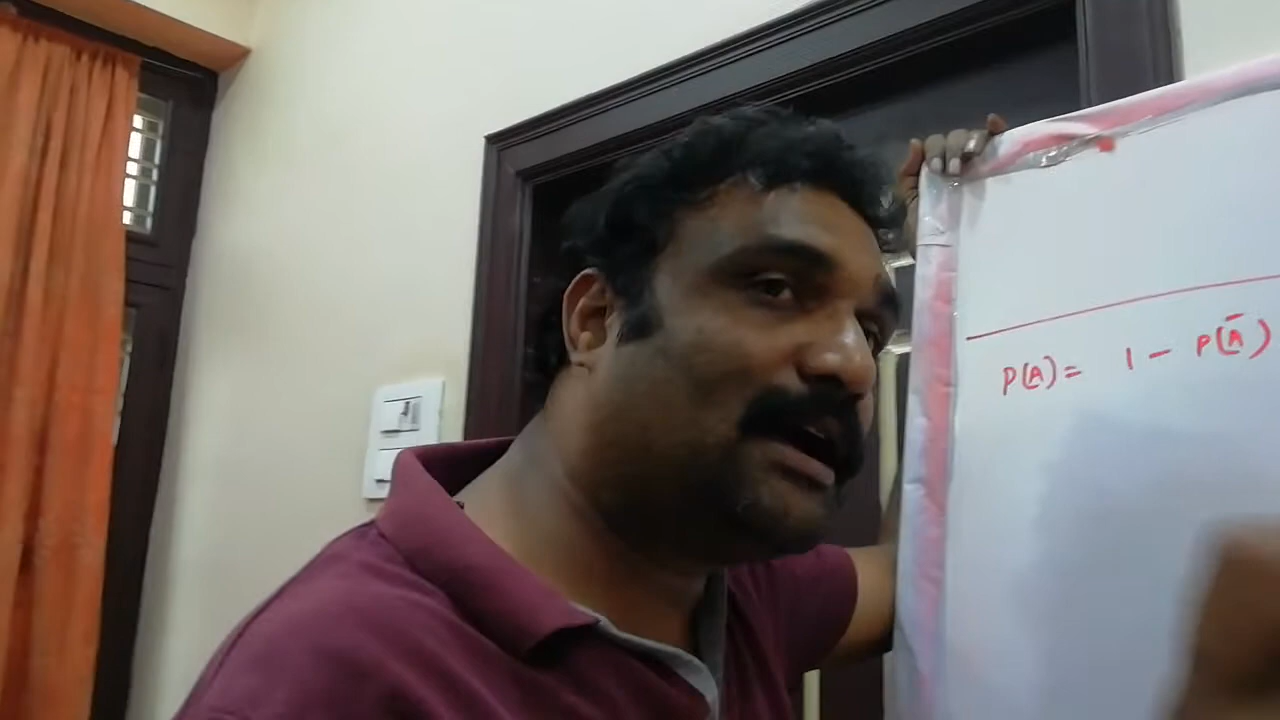 P(A) = 1 - P(Ā)